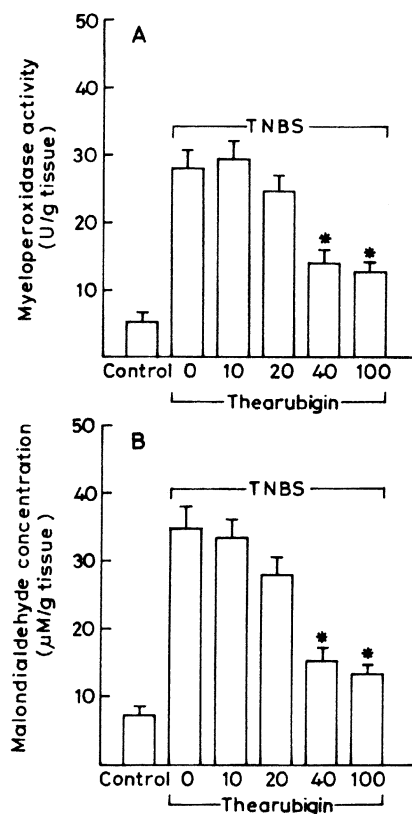 A
50
40
30
20
10
Myeloperoxidase activity
(U/g tissue)
TNBS
*
*
Control 0 10 20 40 100
Thearubigin
B
50
40
30
20
10
Malondialdehyde concentration
(μM/g tissue)
TNBS
*
*
Control 0 10 20 40 100
Thearubigin